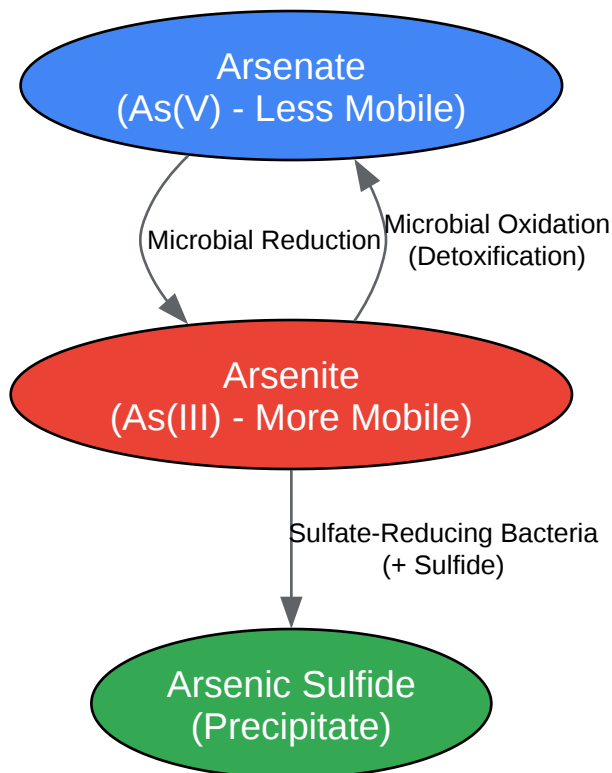 Arsenate
(As(V) - Less Mobile)
Microbial Reduction
Microbial Oxidation
(Detoxification)
Arsenite
(As(III) - More Mobile)
Sulfate-Reducing Bacteria
(+ Sulfide)
Arsenic Sulfide
(Precipitate)